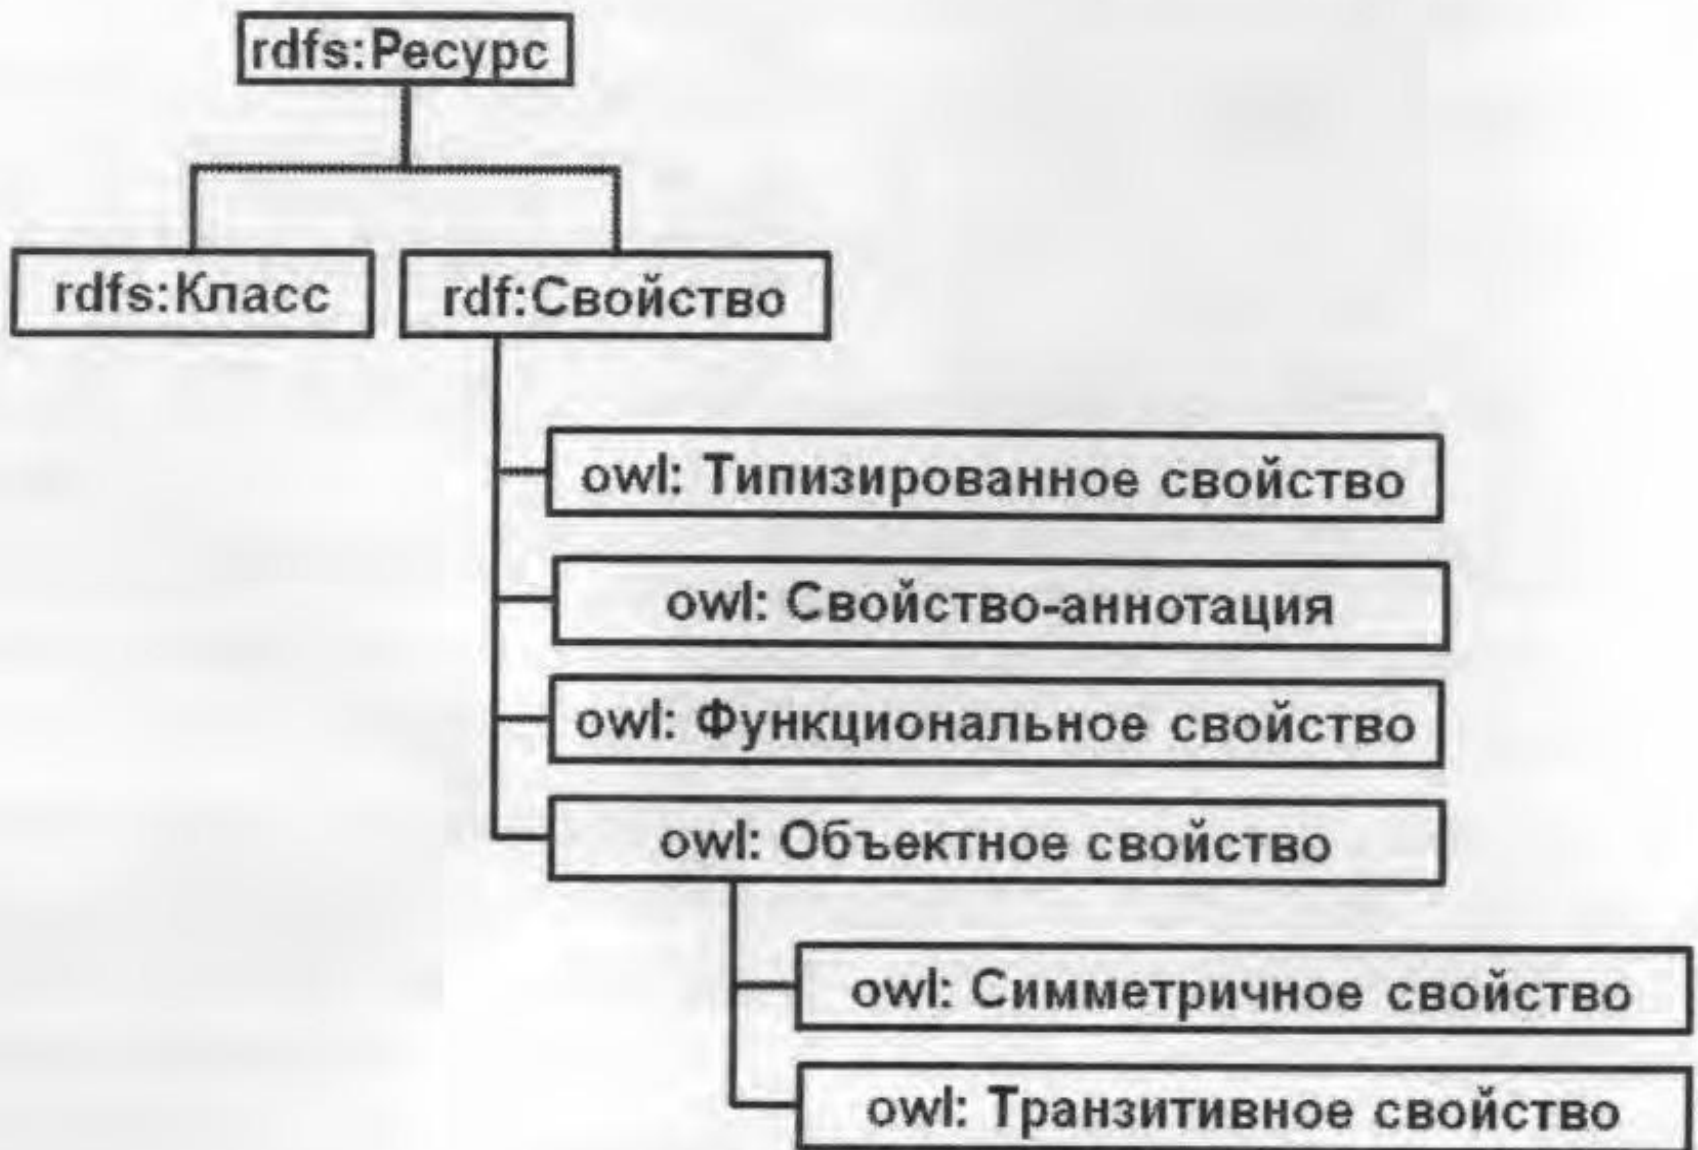 rdfs:Ресурс
rdfs:Класс
rdf:Свойство
owl: Типизированное свойство
owl: Свойство-аннотация
owl: Функциональное свойство
owl: Объектное свойство
owl: Симметричное свойство
owl: Транзитивное свойство